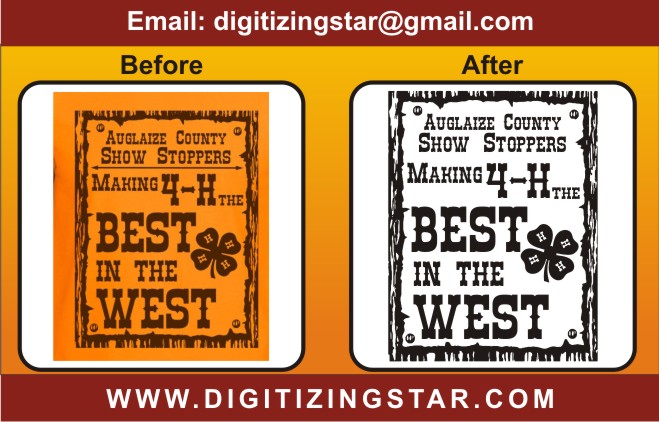 Email: digitizingstar@gmail.com
Before
After
AUGLAIZE COUNTY
SHOW STOPPERS
MAKING 4-H THE
BEST
H H H H
IN THE
WEST
AUGLAIZE COUNTY
SHOW STOPPERS
MAKING 4-H THE
BEST
H H H H
IN THE
WEST
WWW.DIGITIZINGSTAR.COM